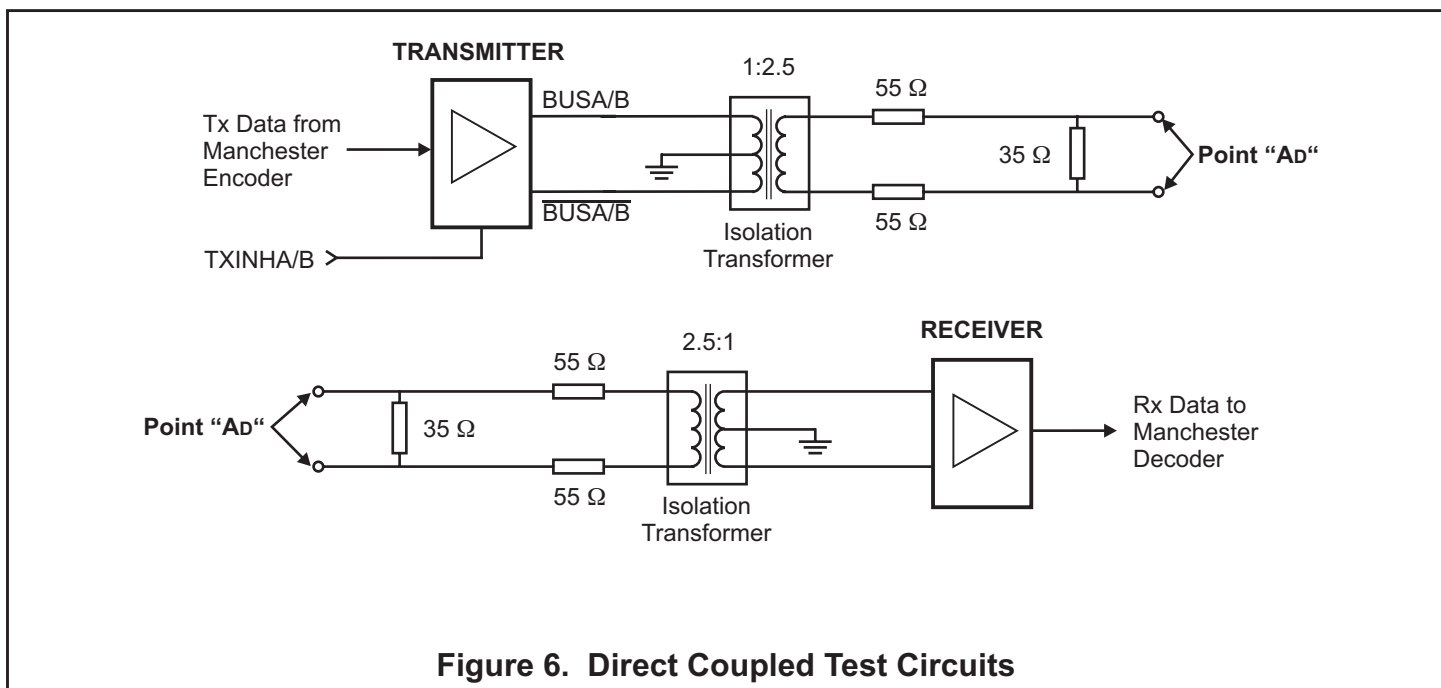 TRANSMITTER
1:2.5
55 Ω
BUSA/B
Tx Data from
Manchester
Encoder
35 Ω
Point “AD“
BUSA/B
55 Ω
Isolation
Transformer
TXINHA/B
RECEIVER
2.5:1
55 Ω
Point “AD“
35 Ω
Rx Data to
Manchester
Decoder
55 Ω
Isolation
Transformer
Figure 6. Direct Coupled Test Circuits